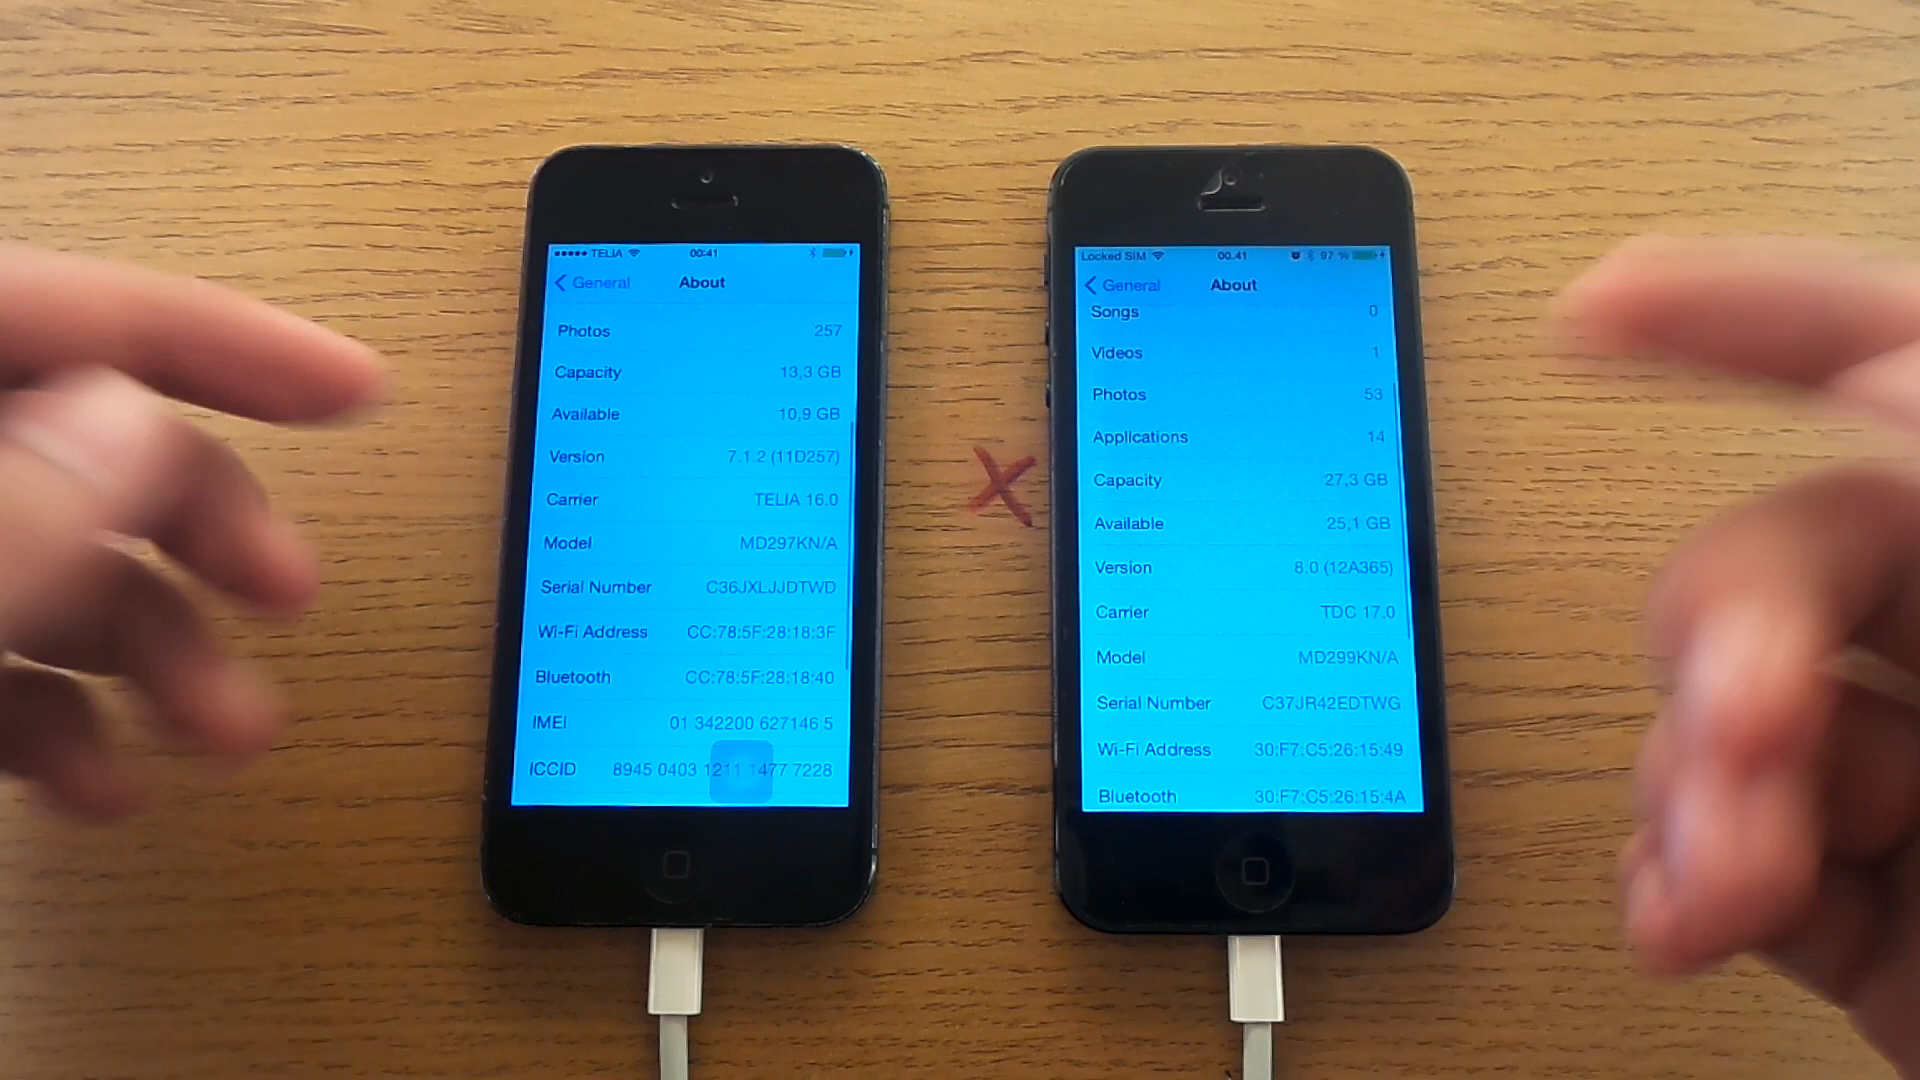 TELIA 00:41
General About
Photos 257
Capacity 13,3 GB
Available 10,9 GB
Version 7.1.2 (11D257)
Carrier TELIA 16.0
Model MD297KN/A
Serial Number C36JXLJJDTWD
Wi-Fi Address CC:78:5F:28:18:3F
Bluetooth CC:78:5F:28:18:40
IMEI 01 342200 627146 5
ICCID 8945 0403 1211 1477 7228
X
Locked SIM 00.41 97 %
General About
Songs 0
Videos 1
Photos 53
Applications 14
Capacity 27,3 GB
Available 25,1 GB
Version 8.0 (12A365)
Carrier TDC 17.0
Model MD299KN/A
Serial Number C37JR42EDTWG
Wi-Fi Address 30:F7:C5:26:15:49
Bluetooth 30:F7:C5:26:15:4A